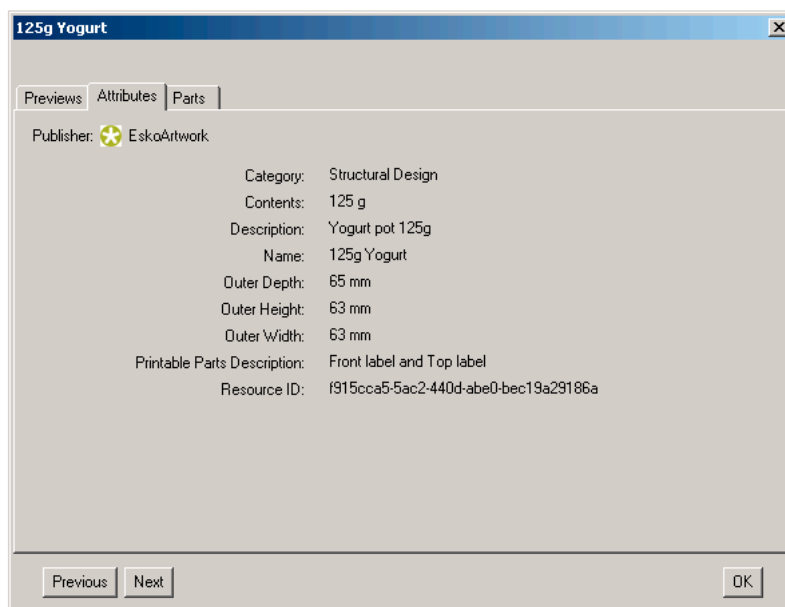 125g Yogurt
Previews Attributes Parts
Publisher: EskoArtwork
Category: Structural Design
Contents: 125 g
Description: Yogurt pot 125g
Name: 125g Yogurt
Outer Depth: 65 mm
Outer Height: 63 mm
Outer Width: 63 mm
Printable Parts Description: Front label and Top label
Resource ID: f915cca5-5ac2-440d-abe0-bec19a29186a
Previous Next OK